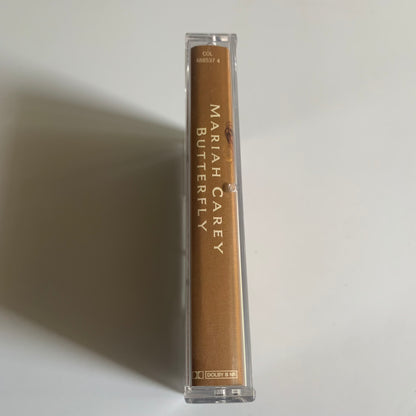 COL
488537 4
MARIAH CAREY
BUTTERFLY
DOLBY B NR